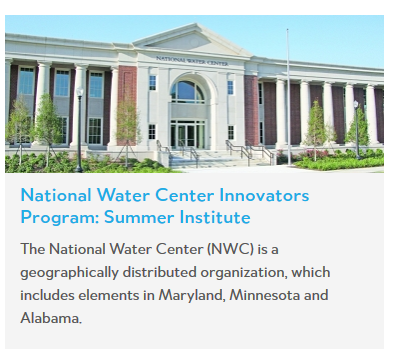 NATIONAL WATER CENTER
National Water Center Innovators
Program: Summer Institute
The National Water Center (NWC) is a
geographically distributed organization, which
includes elements in Maryland, Minnesota and
Alabama.